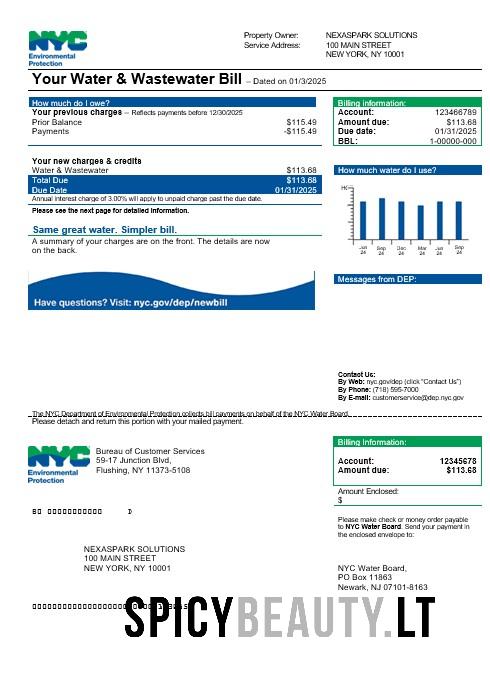 NYC
Environmental
Protection
Property Owner: NEXASPARK SOLUTIONS
Service Address: 100 MAIN STREET
NEW YORK, NY 10001
Your Water & Wastewater Bill – Dated on 01/3/2025
How much do I owe?
Your previous charges – Reflects payments before 12/30/2025
Prior Balance $115.49
Payments -$115.49
Your new charges & credits
Water & Wastewater $113.68
Total Due $113.68
Due Date 01/31/2025
Annual interest charge of 3.00% will apply to unpaid charge past the due date.
Please see the next page for detailed information.
Same great water. Simpler bill.
A summary of your charges are on the front. The details are now
on the back.
Have questions? Visit: nyc.gov/dep/newbill
Billing information:
Account: 123466789
Amount due: $113.68
Due date: 01/31/2025
BBL: 1-00000-000
How much water do I use?
Jun Sep Dec Mar Jun Sep
24 24 24 24 24 24
Messages from DEP:
Contact Us:
By Web: nyc.gov/dep (click "Contact Us")
By Phone: (718) 595-7000
By E-mail: customerservice@dep.nyc.gov
The NYC Department of Environmental Protection collects bill payments on behalf of the NYC Water Board.
Please detach and return this portion with your mailed payment.
NYC
Environmental
Protection
Bureau of Customer Services
59-17 Junction Blvd,
Flushing, NY 11373-5108
Billing Information:
Account: 12345678
Amount due: $113.68
Amount Enclosed:
$
Please make check or money order payable
to NYC Water Board. Send your payment in
the enclosed envelope to:
NEXASPARK SOLUTIONS
100 MAIN STREET
NEW YORK, NY 10001
NYC Water Board,
PO Box 11863
Newark, NJ 07101-8163
SPICYBEAUTY.LT